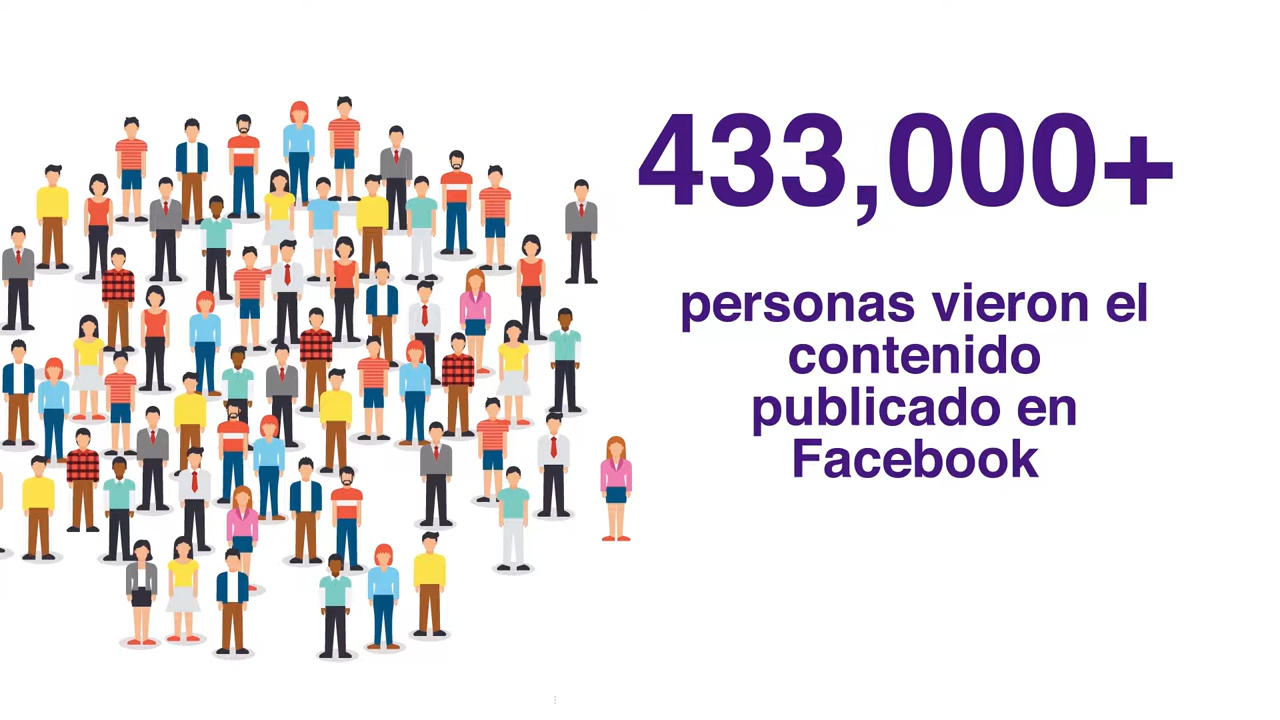 433,000+
personas vieron el
contenido
publicado en
Facebook